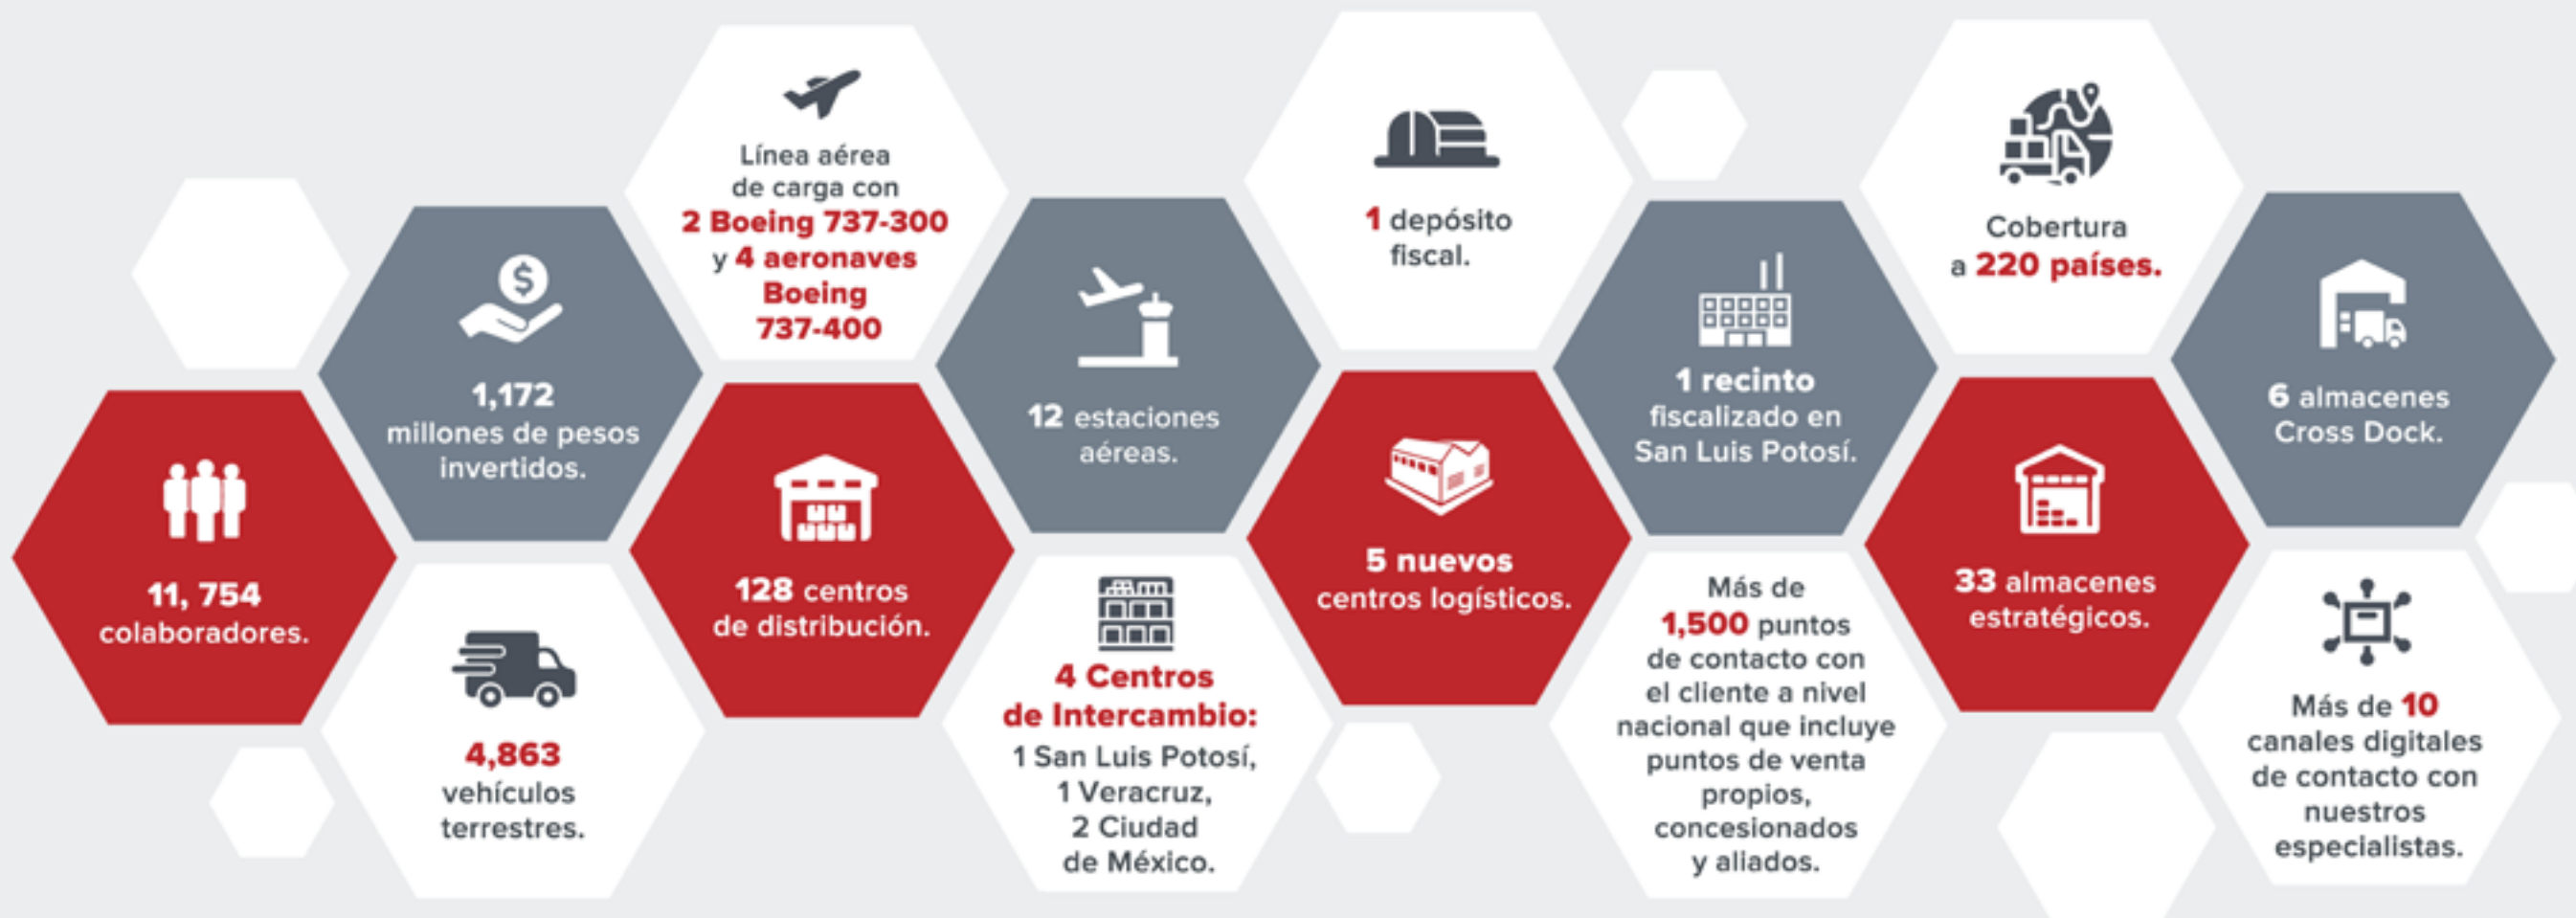 11, 754
colaboradores.
1,172
millones de pesos
invertidos.
4,863
vehículos
terrestres.
Línea aérea
de carga con
2 Boeing 737-300
y 4 aeronaves
Boeing
737-400
128 centros
de distribución.
12 estaciones
aéreas.
4 Centros
de Intercambio:
1 San Luis Potosí,
1 Veracruz,
2 Ciudad
de México.
1 depósito
fiscal.
5 nuevos
centros logísticos.
1 recinto
fiscalizado en
San Luis Potosí.
Más de
1,500 puntos
de contacto con
el cliente a nivel
nacional que incluye
puntos de venta
propios,
concesionados
y aliados.
Cobertura
a 220 países.
33 almacenes
estratégicos.
6 almacenes
Cross Dock.
Más de 10
canales digitales
de contacto con
nuestros
especialistas.